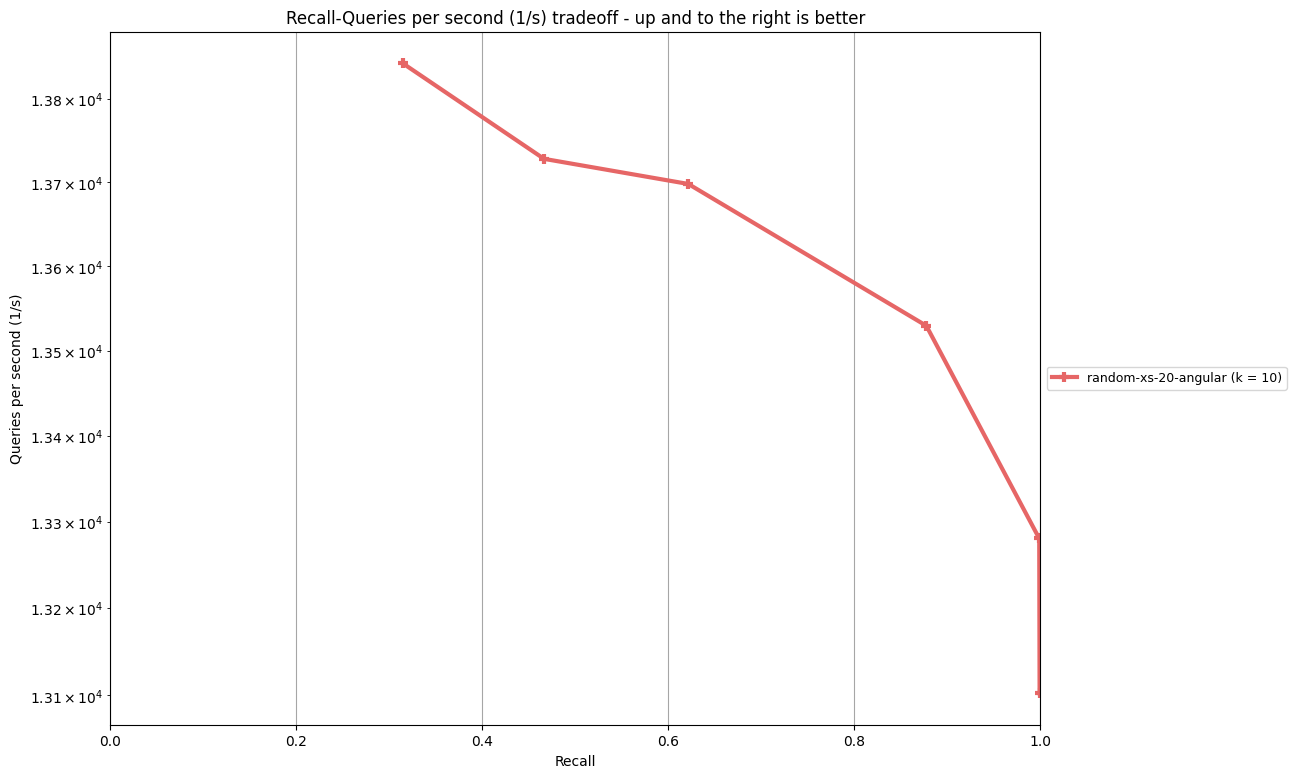 Recall-Queries per second (1/s) tradeoff - up and to the right is better
Queries per second (1/s)
1.38 × 10⁴
1.37 × 10⁴
1.36 × 10⁴
1.35 × 10⁴
1.34 × 10⁴
1.33 × 10⁴
1.32 × 10⁴
1.31 × 10⁴
0.0 0.2 0.4 0.6 0.8 1.0
Recall
random-xs-20-angular (k = 10)